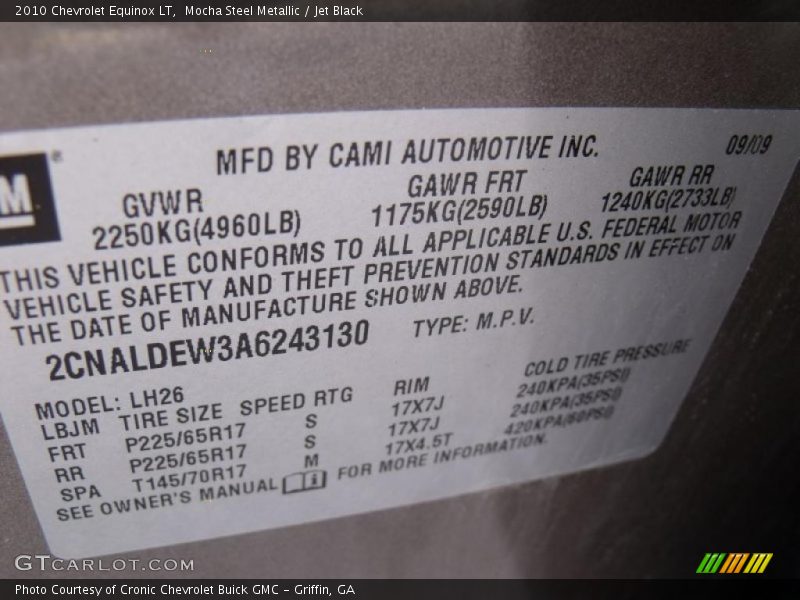 2010 Chevrolet Equinox LT, Mocha Steel Metallic / Jet Black
MFD BY CAMI AUTOMOTIVE INC. 09/09
GM ®
GVWR GAWR FRT GAWR RR
2250KG(4960LB) 1175KG(2590LB) 1240KG(2733LB)
THIS VEHICLE CONFORMS TO ALL APPLICABLE U.S. FEDERAL MOTOR
VEHICLE SAFETY AND THEFT PREVENTION STANDARDS IN EFFECT ON
THE DATE OF MANUFACTURE SHOWN ABOVE.
2CNALDEW3A6243130 TYPE: M.P.V.
MODEL: LH26
LBJM TIRE SIZE SPEED RTG RIM COLD TIRE PRESSURE
FRT P225/65R17 S 17X7J 240KPA(35PSI)
RR P225/65R17 S 17X7J 240KPA(35PSI)
SPA T145/70R17 M 17X4.5T 420KPA(60PSI)
SEE OWNER'S MANUAL FOR MORE INFORMATION.
GTCARLOT.COM
Photo Courtesy of Cronic Chevrolet Buick GMC – Griffin, GA